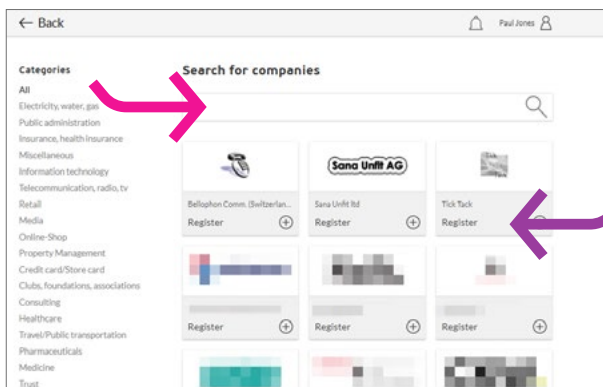 ← Back
Paul Jones
Categories
All
Electricity, water, gas
Public administration
Insurance, health insurance
Miscellaneous
Information technology
Telecommunication, radio, tv
Retail
Media
Online-Shop
Property Management
Credit card/Store card
Clubs, foundations, associations
Consulting
Healthcare
Travel/Public transportation
Pharmaceuticals
Medicine
Trust
Search for companies
Sana Unfit AG
Bellophon Comm. (Switzerlan...
Sana Unfit ltd
Tick Tack
Register
Register
Register
Register
Register
Register